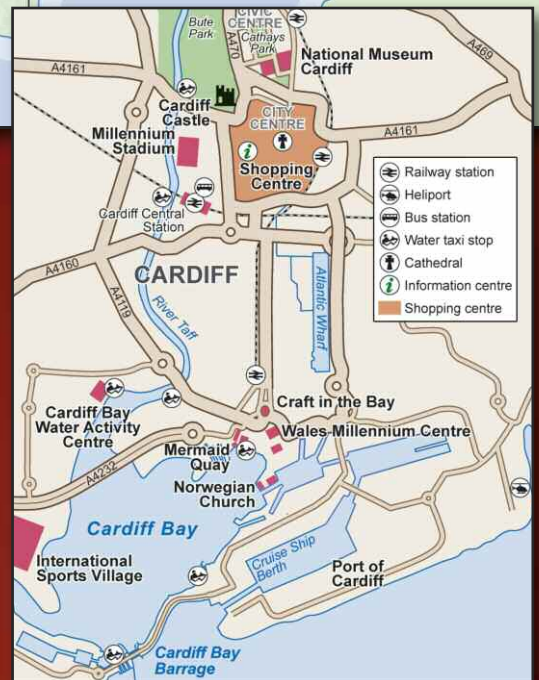 Bute
Park
CIVIC
CENTRE
Cathays
Park
A470
A469
A4161
National Museum
Cardiff
Cardiff
Castle
CITY
CENTRE
A4161
Millennium
Stadium
i
Shopping
Centre
Cardiff Central
Station
Railway station
Heliport
Bus station
Water taxi stop
Cathedral
i Information centre
Shopping centre
A4160
CARDIFF
A4119
River Taff
Atlantic Wharf
Craft in the Bay
Cardiff Bay
Water Activity
Centre
Wales Millennium Centre
Mermaid
Quay
A4232
Norwegian
Church
Cardiff Bay
International
Sports Village
Cruise Ship
Berth
Port of
Cardiff
Cardiff Bay
Barrage